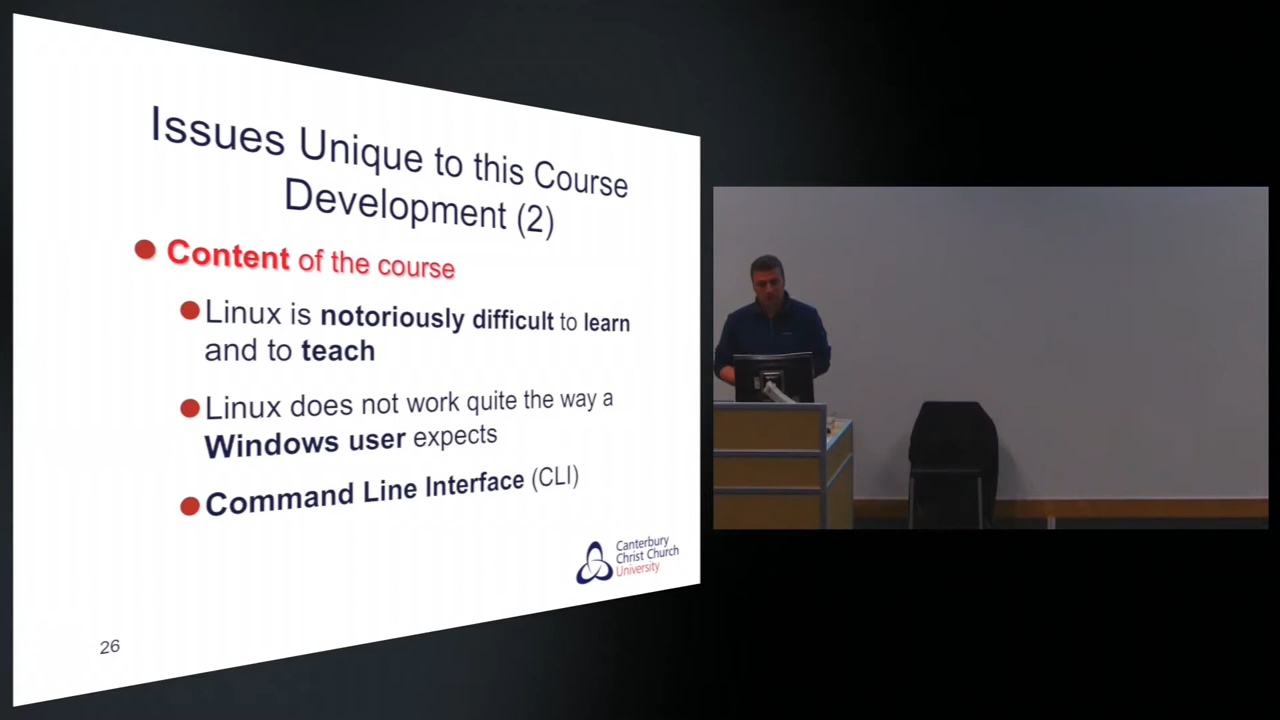 Issues Unique to this Course
Development (2)
Content of the course
Linux is notoriously difficult to learn
and to teach
Linux does not work quite the way a
Windows user expects
Command Line Interface (CLI)
Canterbury
Christ Church
University
26